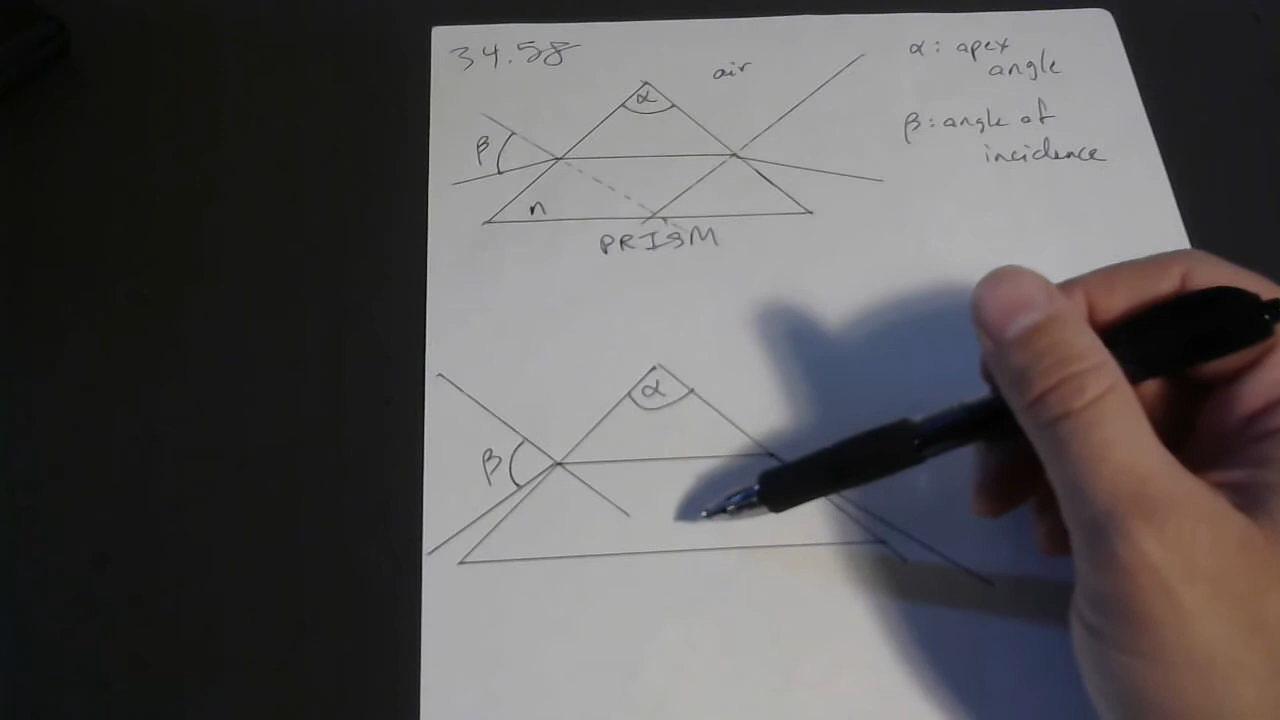 34.58
air
α: apex
angle
α
β
β: angle of
incidence
n
PRISM
α
β